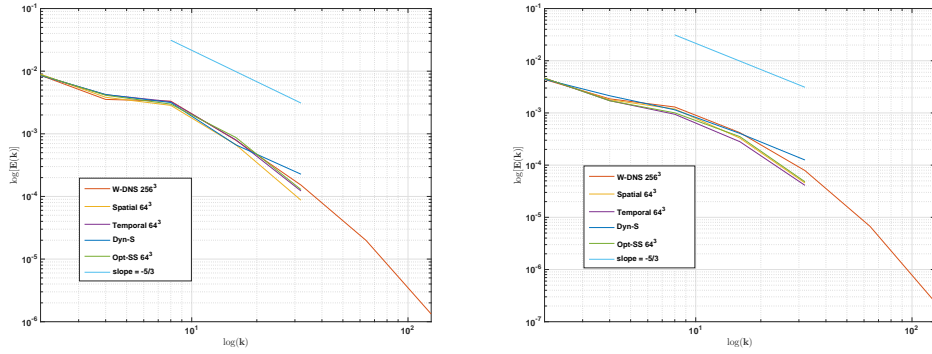 10^-1
10^-2
10^-3
10^-4
10^-5
10^-6
log[E(k)]
W-DNS 256^3
Spatial 64^3
Temporal 64^3
Dyn-S
Opt-SS 64^3
slope = -5/3
10^1
10^2
log(k)
10^-1
10^-2
10^-3
10^-4
10^-5
10^-6
10^-7
log[E(k)]
W-DNS 256^3
Spatial 64^3
Temporal 64^3
Dyn-S
Opt-SS 64^3
slope = -5/3
10^1
10^2
log(k)